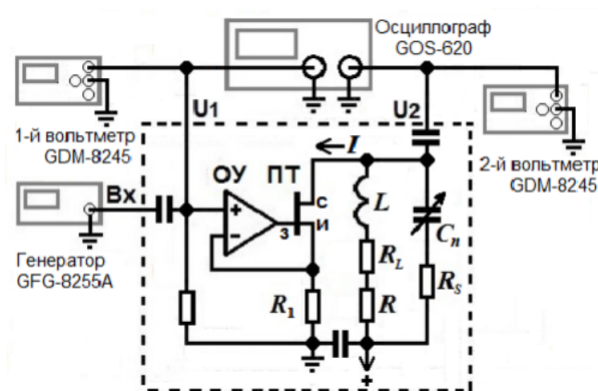 Осциллограф
GOS-620
1-й вольтметр
GDM-8245
U1
U2
2-й вольтметр
GDM-8245
I
Вх
ОУ
ПТ
+
-
с
и
з
L
Cn
Генератор
GFG-8255A
RL
RS
R1
R
+